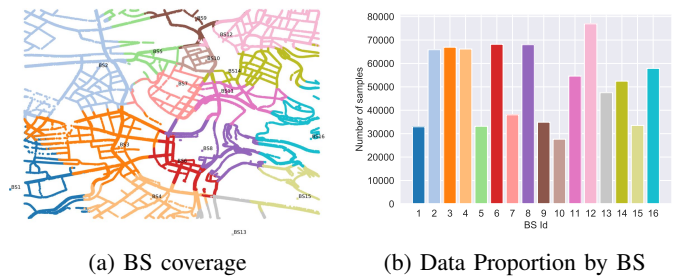 BS9
BS12
BS5
BS2
BS10
BS14
BS7
BS11
BS16
BS3
BS8
BS6
BS1
BS4
BS15
BS13
(a) BS coverage
80000
70000
60000
50000
40000
30000
20000
10000
0
Number of samples
1 2 3 4 5 6 7 8 9 10 11 12 13 14 15 16
BS Id
(b) Data Proportion by BS